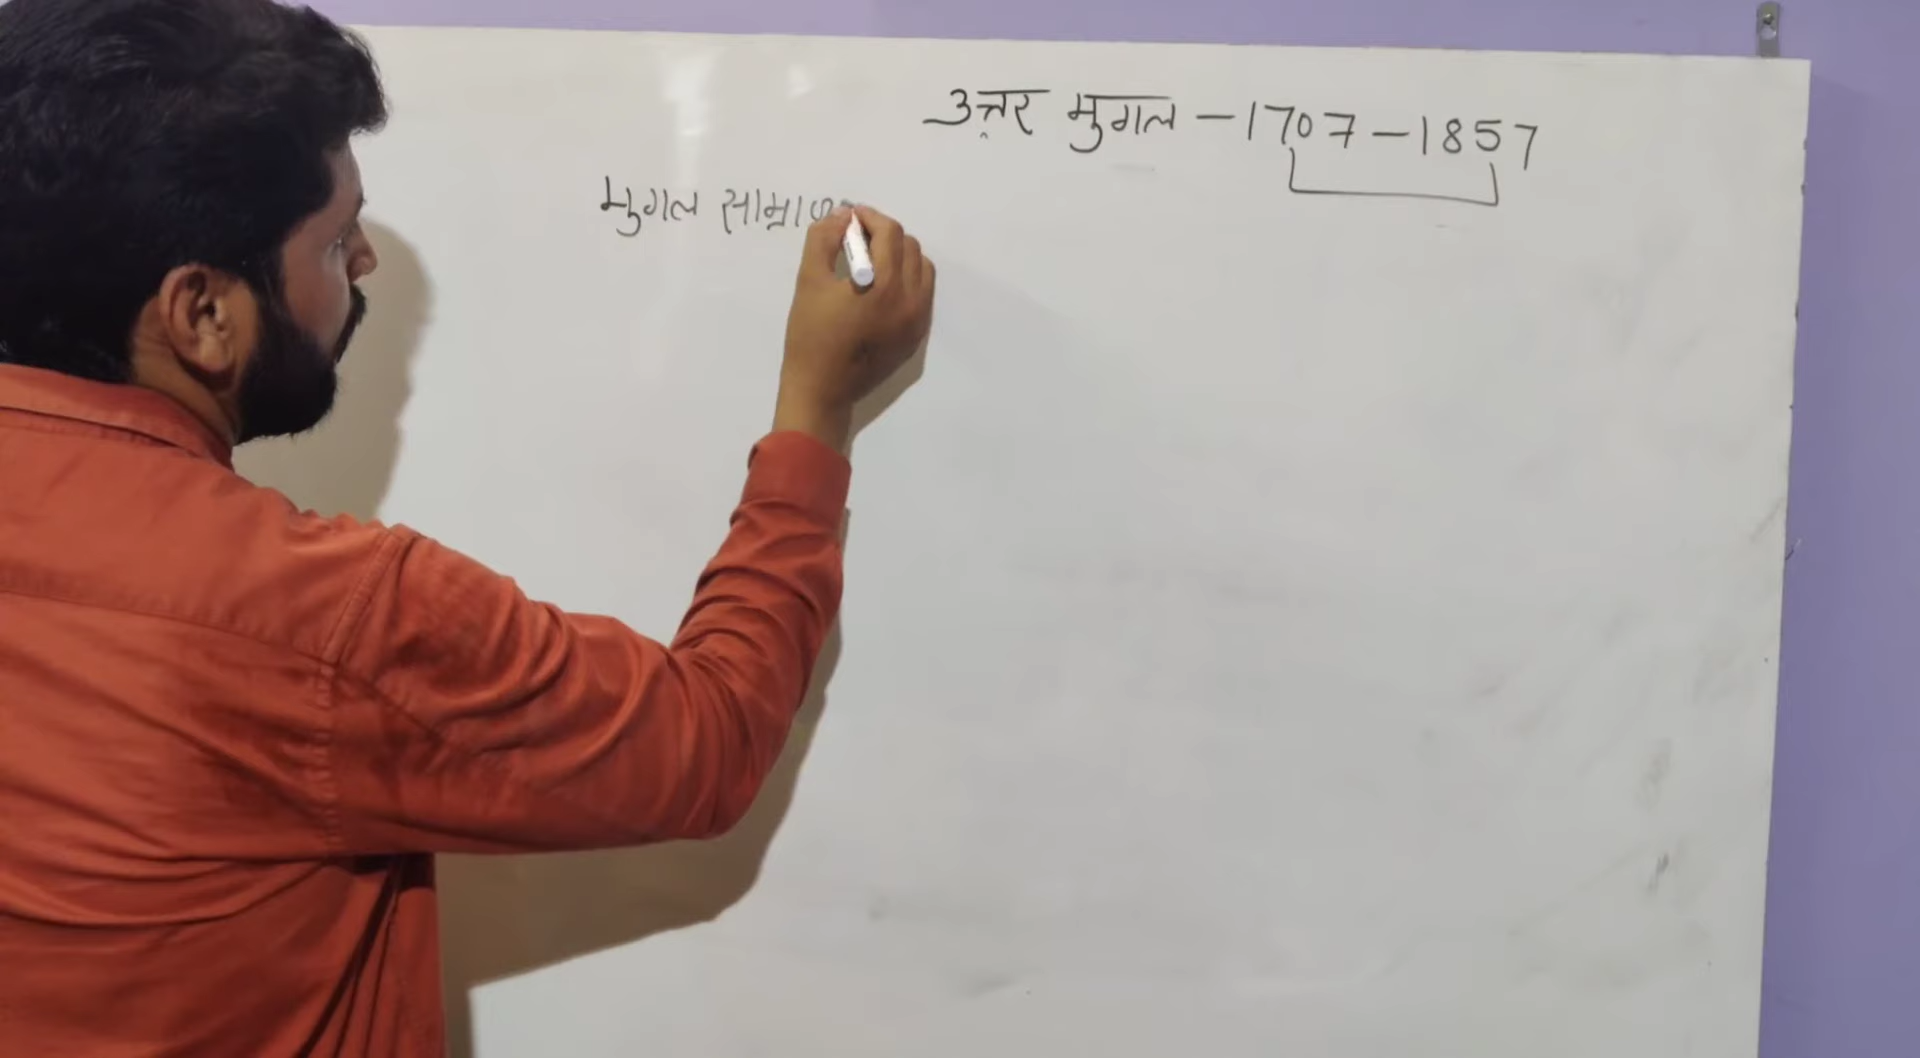 उत्तर मुगल - 1707 - 1857
मुगल साम्राज्य